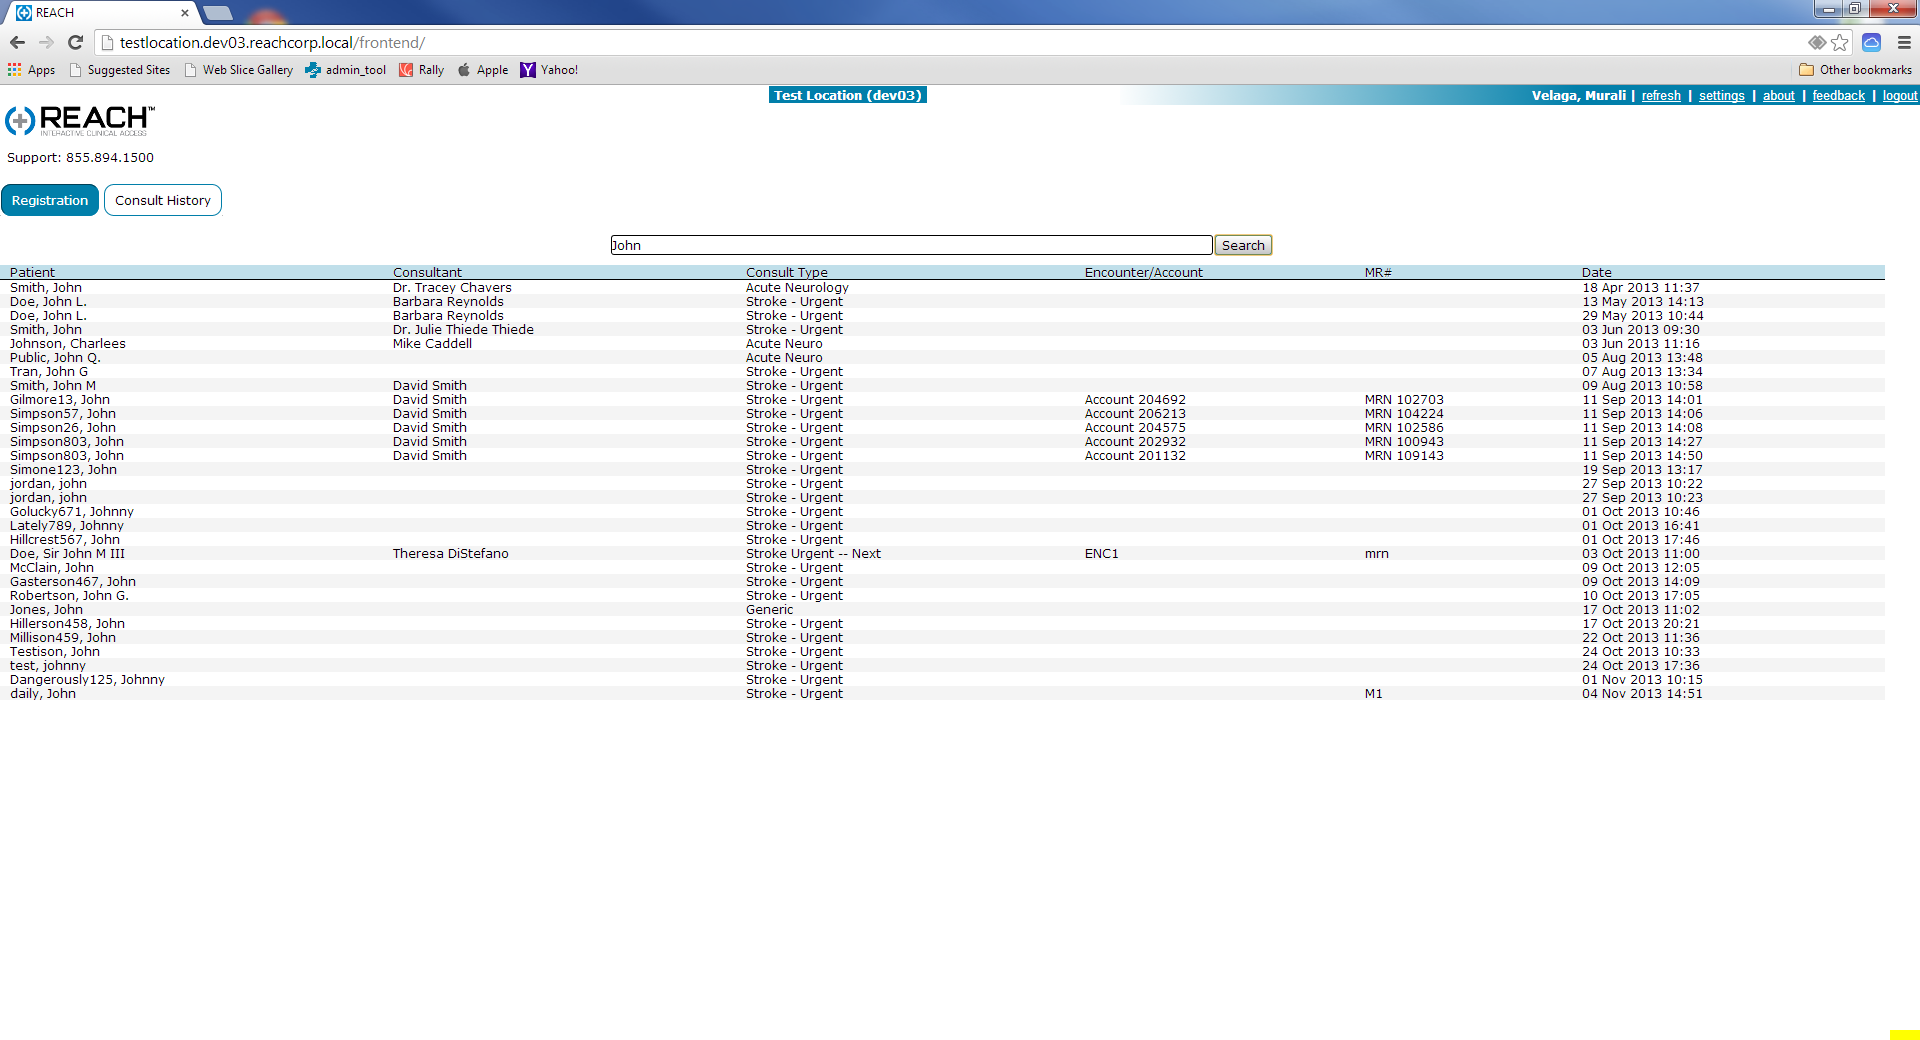 REACH
testlocation.dev03.reachcorp.local/frontend/
Apps Suggested Sites Web Slice Gallery admin_tool Rally Apple Yahoo! Other bookmarks
Test Location (dev03) Velaga, Murali | refresh | settings | about | feedback | logout
REACH™
INTERACTIVE CLINICAL ACCESS
Support: 855.894.1500
Registration Consult History
John Search
Patient Consultant Consult Type Encounter/Account MR# Date
Smith, John Dr. Tracey Chavers Acute Neurology 18 Apr 2013 11:37
Doe, John L. Barbara Reynolds Stroke - Urgent 13 May 2013 14:13
Doe, John L. Barbara Reynolds Stroke - Urgent 29 May 2013 10:44
Smith, John Dr. Julie Thiede Thiede Stroke - Urgent 03 Jun 2013 09:30
Johnson, Charlees Mike Caddell Acute Neuro 03 Jun 2013 11:16
Public, John Q. Acute Neuro 05 Aug 2013 13:48
Tran, John G Stroke - Urgent 07 Aug 2013 13:34
Smith, John M David Smith Stroke - Urgent 09 Aug 2013 10:58
Gilmore13, John David Smith Stroke - Urgent Account 204692 MRN 102703 11 Sep 2013 14:01
Simpson57, John David Smith Stroke - Urgent Account 206213 MRN 104224 11 Sep 2013 14:06
Simpson26, John David Smith Stroke - Urgent Account 204575 MRN 102586 11 Sep 2013 14:08
Simpson803, John David Smith Stroke - Urgent Account 202932 MRN 100943 11 Sep 2013 14:27
Simpson803, John David Smith Stroke - Urgent Account 201132 MRN 109143 11 Sep 2013 14:50
Simone123, John Stroke - Urgent 19 Sep 2013 13:17
jordan, john Stroke - Urgent 27 Sep 2013 10:22
jordan, john Stroke - Urgent 27 Sep 2013 10:23
Golucky671, Johnny Stroke - Urgent 01 Oct 2013 10:46
Lately789, Johnny Stroke - Urgent 01 Oct 2013 16:41
Hillcrest567, John Stroke - Urgent 01 Oct 2013 17:46
Doe, Sir John M III Theresa DiStefano Stroke Urgent -- Next ENC1 mrn 03 Oct 2013 11:00
McClain, John Stroke - Urgent 09 Oct 2013 12:05
Gasterson467, John Stroke - Urgent 09 Oct 2013 14:09
Robertson, John G. Stroke - Urgent 10 Oct 2013 17:05
Jones, John Generic 17 Oct 2013 11:02
Hillerson458, John Stroke - Urgent 17 Oct 2013 20:21
Millison459, John Stroke - Urgent 22 Oct 2013 11:36
Testison, John Stroke - Urgent 24 Oct 2013 10:33
test, johnny Stroke - Urgent 24 Oct 2013 17:36
Dangerously125, Johnny Stroke - Urgent 01 Nov 2013 10:15
daily, John Stroke - Urgent M1 04 Nov 2013 14:51